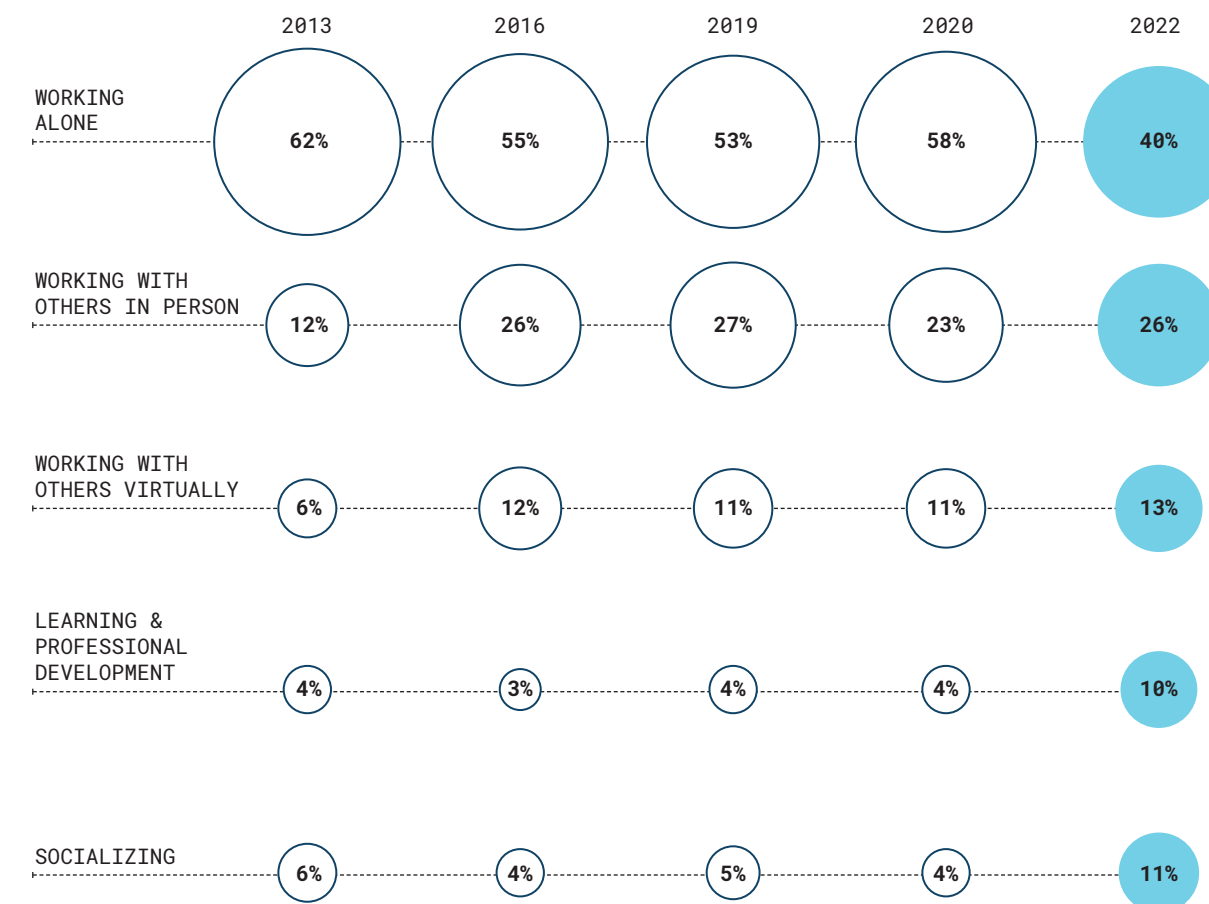 2013 2016 2019 2020 2022
WORKING
ALONE
62% 55% 53% 58% 40%
WORKING WITH
OTHERS IN PERSON
12% 26% 27% 23% 26%
WORKING WITH
OTHERS VIRTUALLY
6% 12% 11% 11% 13%
LEARNING &
PROFESSIONAL
DEVELOPMENT
4% 3% 4% 4% 10%
SOCIALIZING
6% 4% 5% 4% 11%